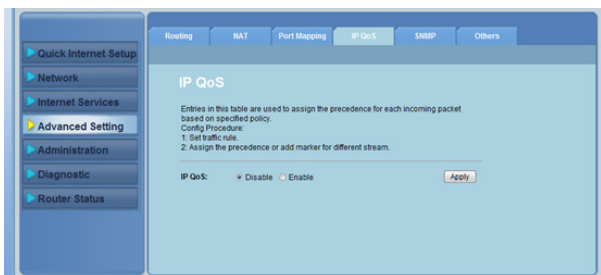 Routing NAT Port Mapping IP QoS SNMP Others
Quick Internet Setup
Network
Internet Services
Advanced Setting
Administration
Diagnostic
Router Status
IP QoS
Entries in this table are used to assign the precedence for each incoming packet
based on specified policy.
Config Procedure:
1: Set traffic rule.
2: Assign the precedence or add marker for different stream.
IP QoS: Disable Enable Apply